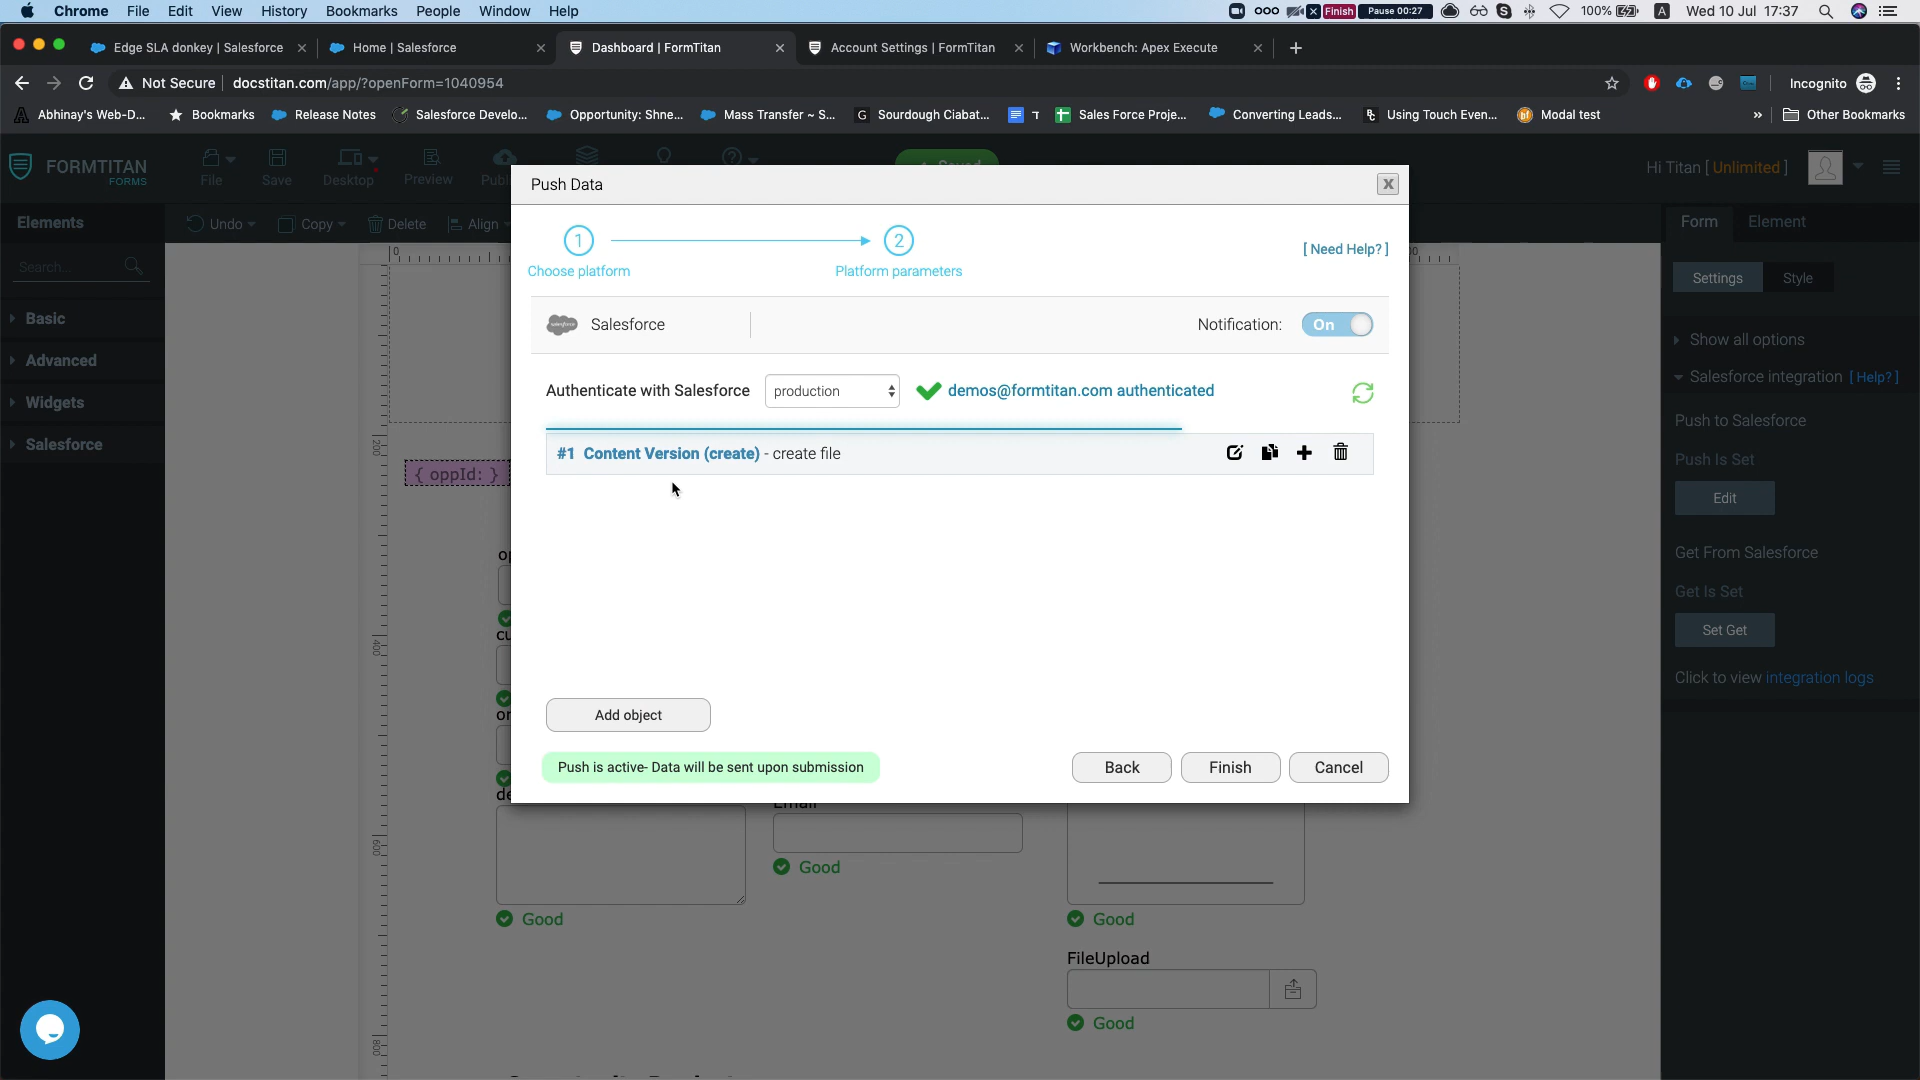 Chrome File Edit View History Bookmarks People Window Help Finish Pause 00:27 100% A Wed 10 Jul 17:37
Edge SLA donkey | Salesforce Home | Salesforce Dashboard | FormTitan Account Settings | FormTitan Workbench: Apex Execute
Not Secure docstitan.com/app/?openForm=1040954 Incognito
Abhinay's Web-D... Bookmarks Release Notes Salesforce Develo... Opportunity: Shne... Mass Transfer ~ S... Sourdough Ciabat... T Sales Force Proje... Converting Leads... Using Touch Even... Modal test » Other Bookmarks
FORMTITAN
FORMS
File Save Desktop Preview
Saved
Hi Titan [ Unlimited ]
Elements
Undo Copy Delete Align
Search...
Basic
Advanced
Widgets
Salesforce
Push Data
X
1 2
Choose platform Platform parameters
[ Need Help? ]
Salesforce
Notification: On
Authenticate with Salesforce production demos@formtitan.com authenticated
#1 Content Version (create) - create file
Add object
Push is active- Data will be sent upon submission
Back Finish Cancel
0
200
400
600
800
{ oppId: }
Good
Good
Good
FileUpload
Good
Form Element
Settings Style
Show all options
Salesforce integration [ Help? ]
Push to Salesforce
Push Is Set
Edit
Get From Salesforce
Get Is Set
Set Get
Click to view integration logs